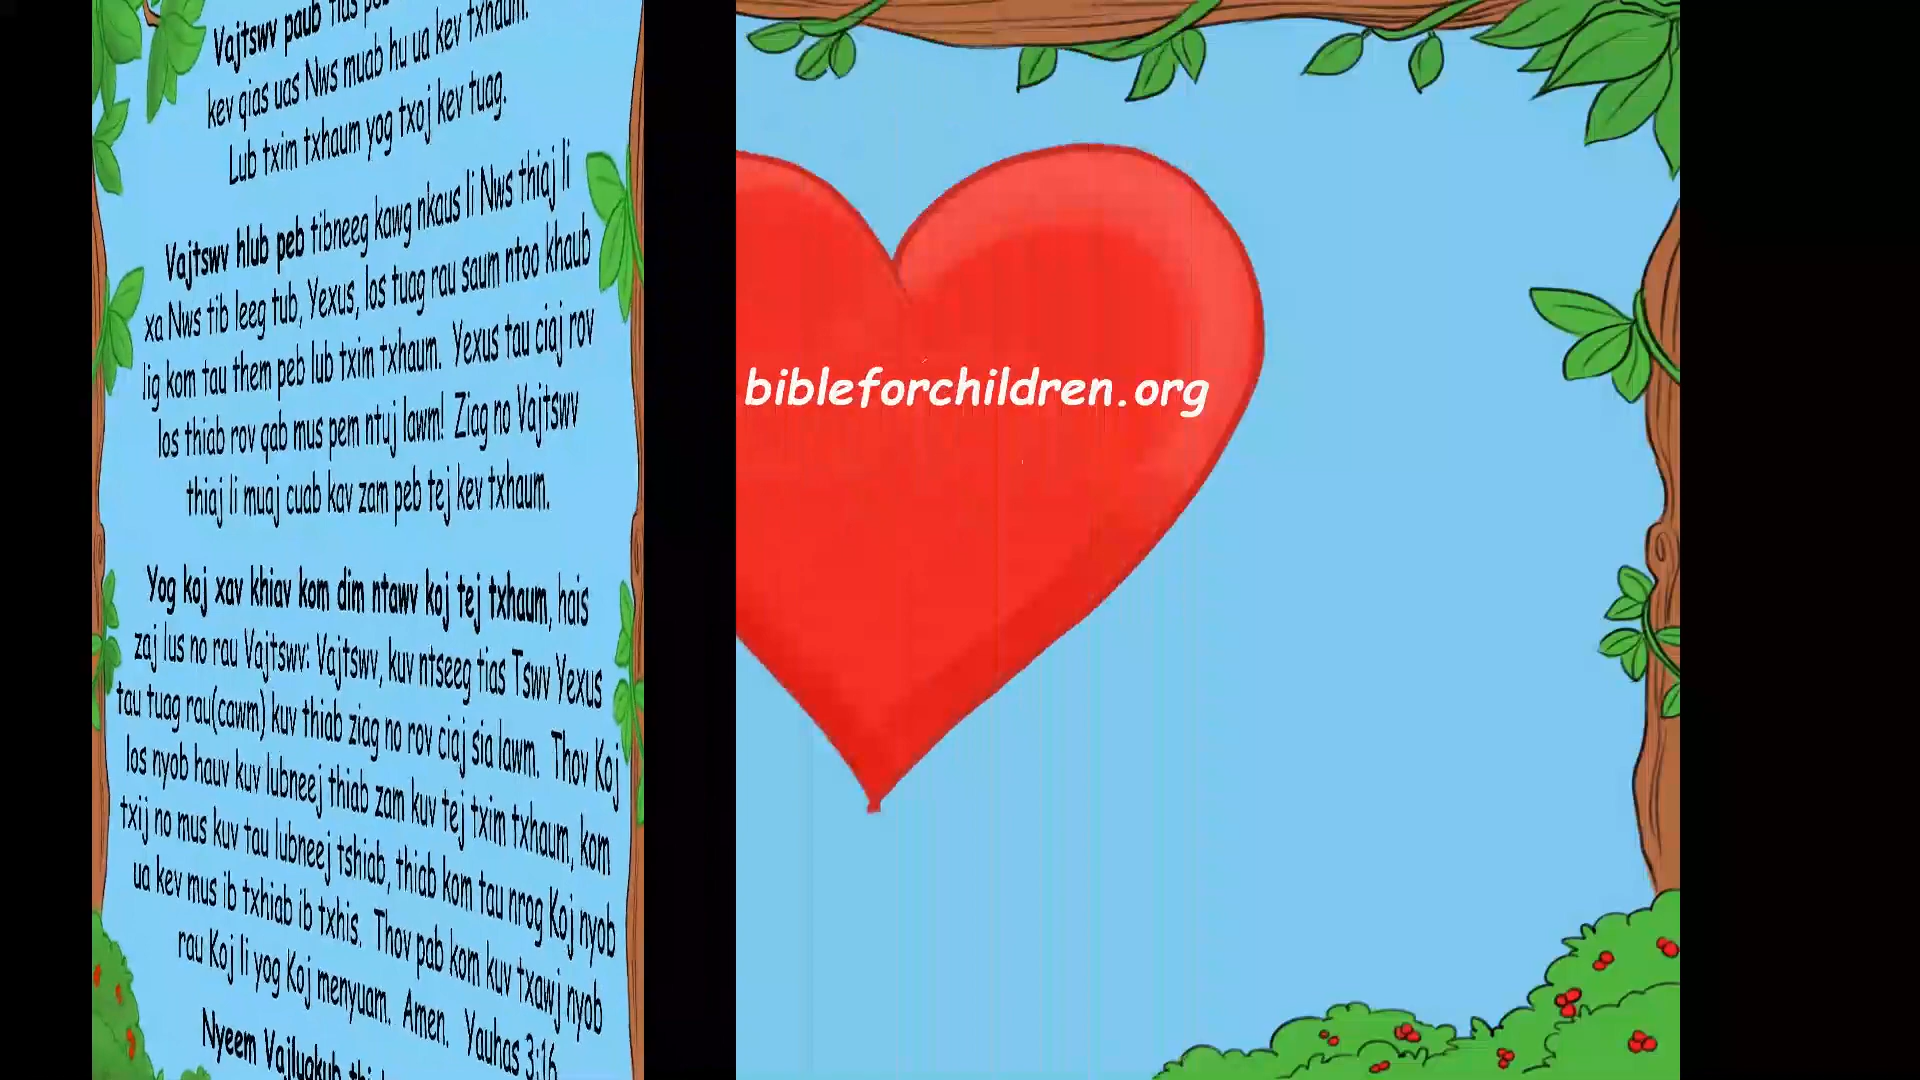 Vajtswv paub tias peb
kev qias uas Nws muab hu ua kev txhaum.
Lub txim txhaum yog txoj kev tuag.
Vajtswv hlub peb tibneeg kawg nkaus li Nws thiaj li
xa Nws tib leeg tub, Yexus, los tuag rau saum ntoo khaub
lig kom tau them peb lub txim txhaum. Yexus tau ciaj rov
los thiab rov qab mus pem ntuj lawm! Ziag no Vajtswv
thiaj li muaj cuab kav zam peb tej kev txhaum.
Yog koj xav khiav kom dim ntawv koj tej txhaum, hais
zaj lus no rau Vajtswv: Vajtswv, kuv ntseeg tias Tswv Yexus
tau tuag rau(cawm) kuv thiab ziag no rov ciaj sia lawm. Thov Koj
los nyob hauv kuv lubneej thiab zam kuv tej txim txhaum, kom
txij no mus kuv tau lubneej tshiab, thiab kom tau nrog Koj nyob
ua kev mus ib txhiab ib txhis. Thov pab kom kuv txawj nyob
rau Koj li yog Koj menyuam. Amen. Yauhas 3:16
Nyeem Vajluakub
bibleforchildren.org